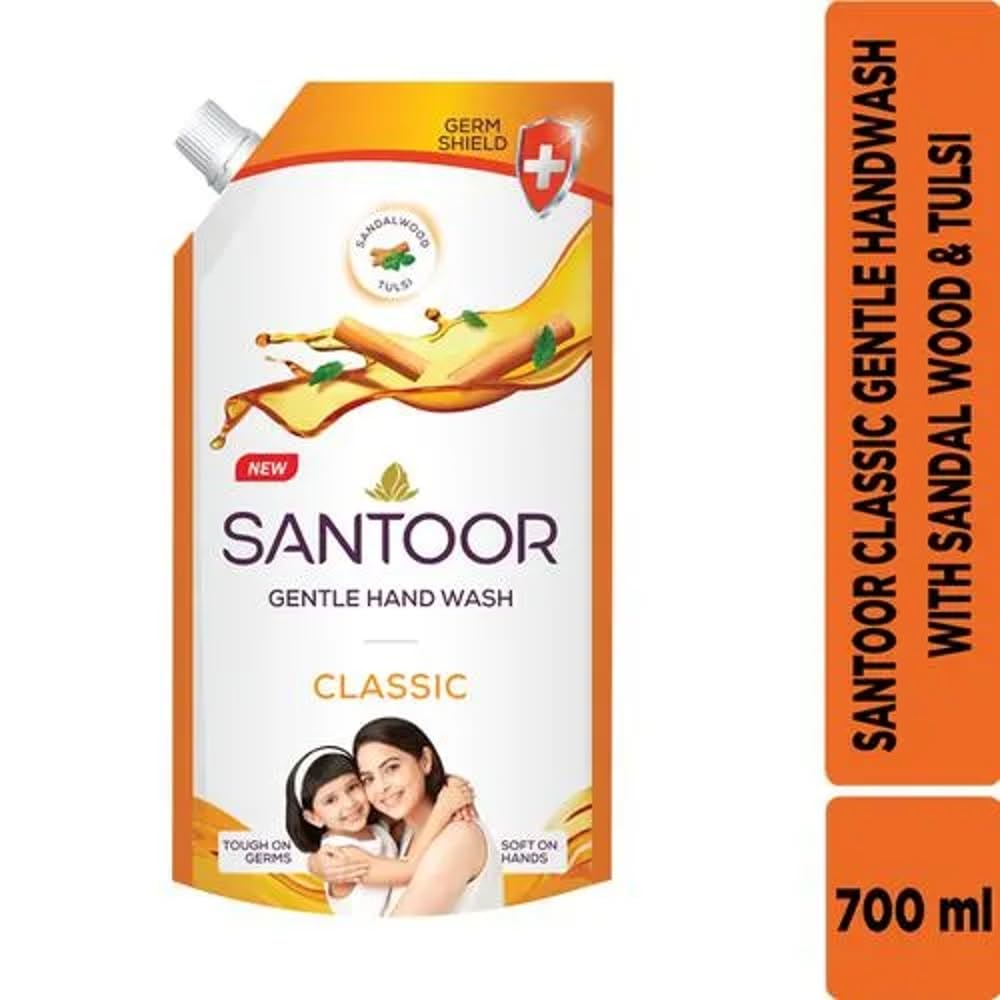 GERM
SHIELD
SANDALWOOD
TULSI
NEW
SANTOOR
GENTLE HAND WASH
CLASSIC
TOUGH ON
GERMS
SOFT ON
HANDS
SANTOOR CLASSIC GENTLE HANDWASH
WITH SANDAL WOOD & TULSI
700 ml